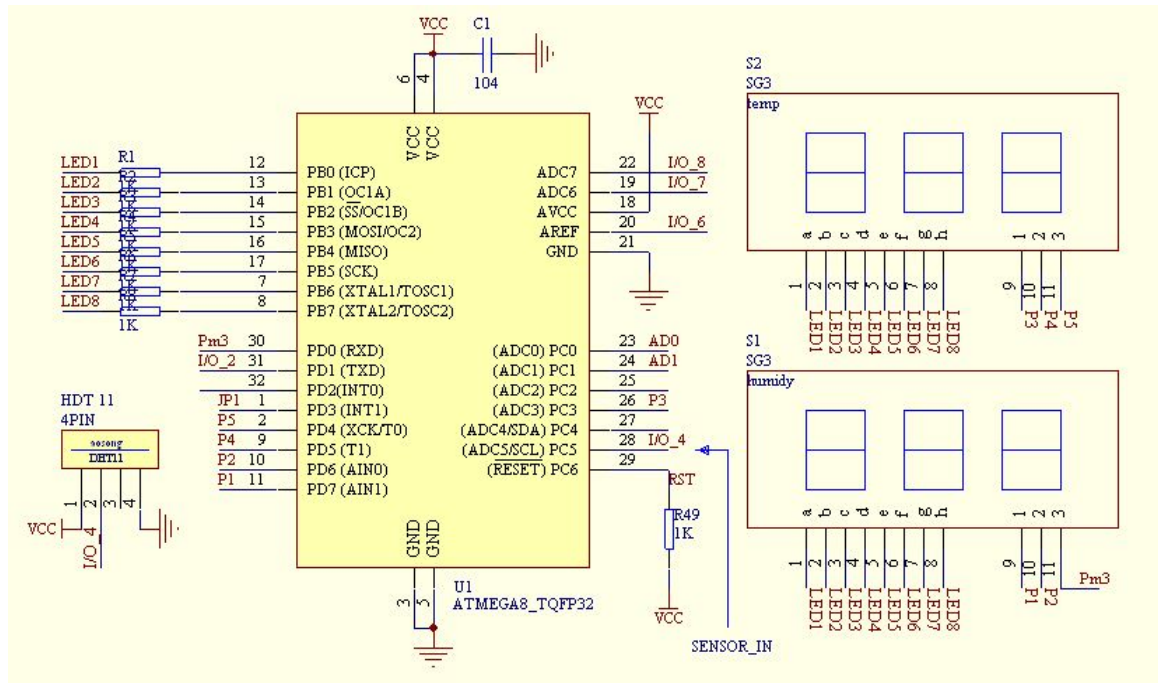 VCC
C1
104
6
4
VCC
VCC
LED1
R1
12
PB0 (ICP)
LED2
R2
13
PB1 (OC1A)
LED3
14
PB2 (SS/OC1B)
LED4
15
PB3 (MOSI/OC2)
LED5
16
PB4 (MISO)
LED6
17
PB5 (SCK)
LED7
7
PB6 (XTAL1/TOSC1)
LED8
8
PB7 (XTAL2/TOSC2)
1K
Pm3
30
PD0 (RXD)
I/O_2
31
PD1 (TXD)
32
PD2(INT0)
JP1
1
PD3 (INT1)
P5
2
PD4 (XCK/T0)
P4
9
PD5 (T1)
P2
10
PD6 (AIN0)
P1
11
PD7 (AIN1)
VCC
ADC7
22
I/O_8
ADC6
19
I/O_7
AVCC
18
AREF
20
I/O_6
GND
21
(ADC0) PC0
23
AD0
(ADC1) PC1
24
AD1
(ADC2) PC2
25
(ADC3) PC3
26
P3
(ADC4/SDA) PC4
27
(ADC5/SCL) PC5
28
I/O_4
(RESET) PC6
29
RST
R49
1K
VCC
SENSOR_IN
GND
GND
3
5
U1
ATMEGA8_TQFP32
HDT 11
4PIN
aosong
DHT11
1
2
3
4
VCC
I/O_4
S2
SG3
temp
a b c d e f g h
1 2 3
1 2 3 4 5 6 7 8
9 10 11
LED1 LED2 LED3 LED4 LED5 LED6 LED7 LED8
P3 P4 P5
S1
SG3
humidy
a b c d e f g h
1 2 3
1 2 3 4 5 6 7 8
9 10 11
LED1 LED2 LED3 LED4 LED5 LED6 LED7 LED8
P1 P2
Pm3